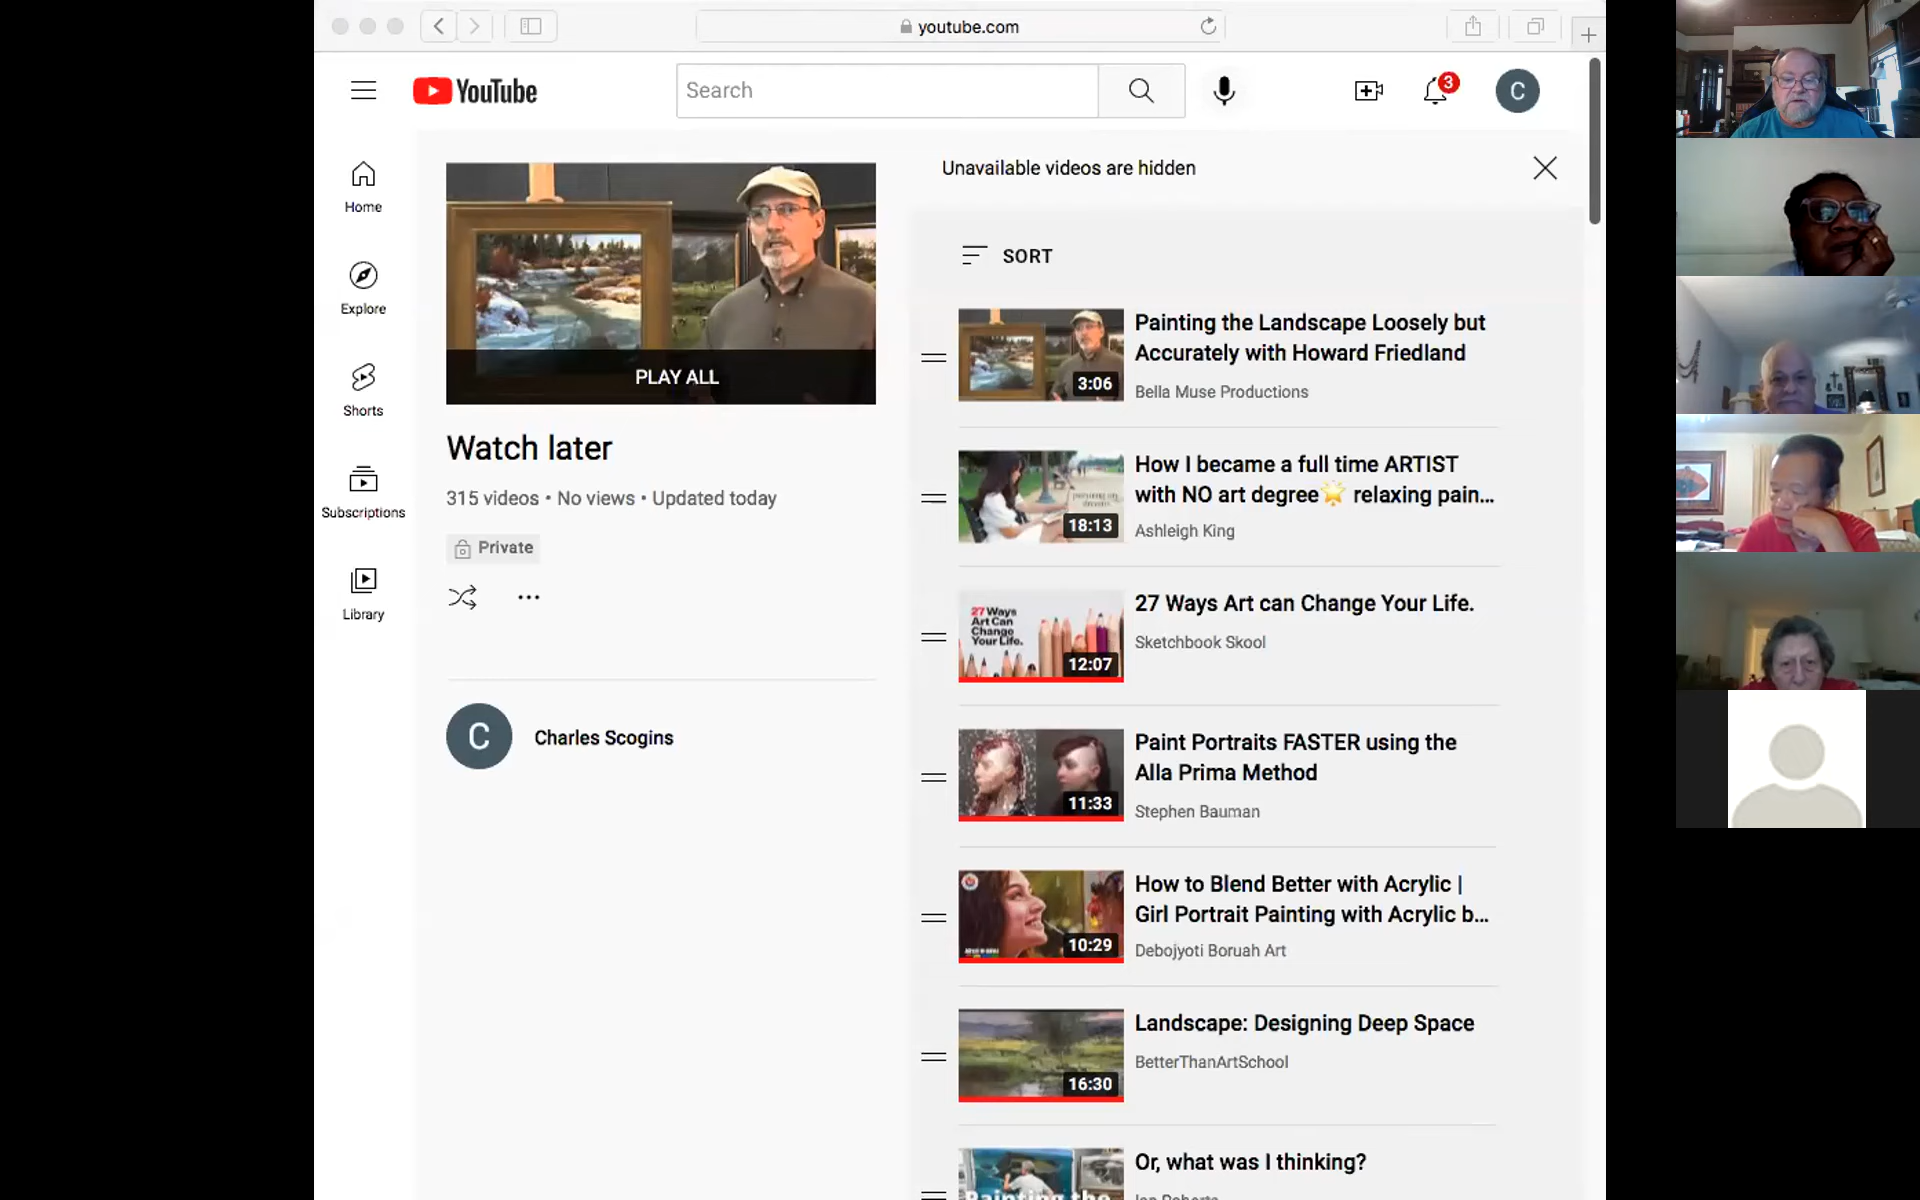 youtube.com
YouTube
Search
3
C
Home
Explore
Shorts
Subscriptions
Library
PLAY ALL
Watch later
315 videos • No views • Updated today
Private
C
Charles Scogins
Unavailable videos are hidden
SORT
3:06
Painting the Landscape Loosely but
Accurately with Howard Friedland
Bella Muse Productions
18:13
How I became a full time ARTIST
with NO art degree🌟 relaxing pain...
Ashleigh King
27 Ways
Art Can
Change
Your Life.
12:07
27 Ways Art can Change Your Life.
Sketchbook Skool
11:33
Paint Portraits FASTER using the
Alla Prima Method
Stephen Bauman
10:29
How to Blend Better with Acrylic |
Girl Portrait Painting with Acrylic b...
Debojyoti Boruah Art
16:30
Landscape: Designing Deep Space
BetterThanArtSchool
Painting the
Or, what was I thinking?
Ian Roberts